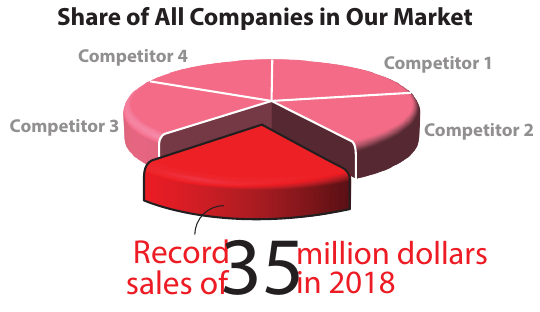 Share of All Companies in Our Market
Competitor 4
Competitor 1
Competitor 3
Competitor 2
Record sales of 35 million dollars in 2018